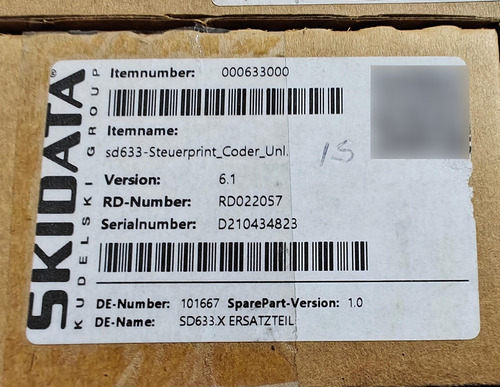 SKIDATA®
KUDELSKI GROUP
Itemnumber: 000633000
Itemname:
sd633-Steuerprint_Coder_Unl.
15
Version: 6.1
RD-Number: RD022057
Serialnumber: D210434823
DE-Number: 101667 SparePart-Version: 1.0
DE-Name: SD633.X ERSATZTEIL